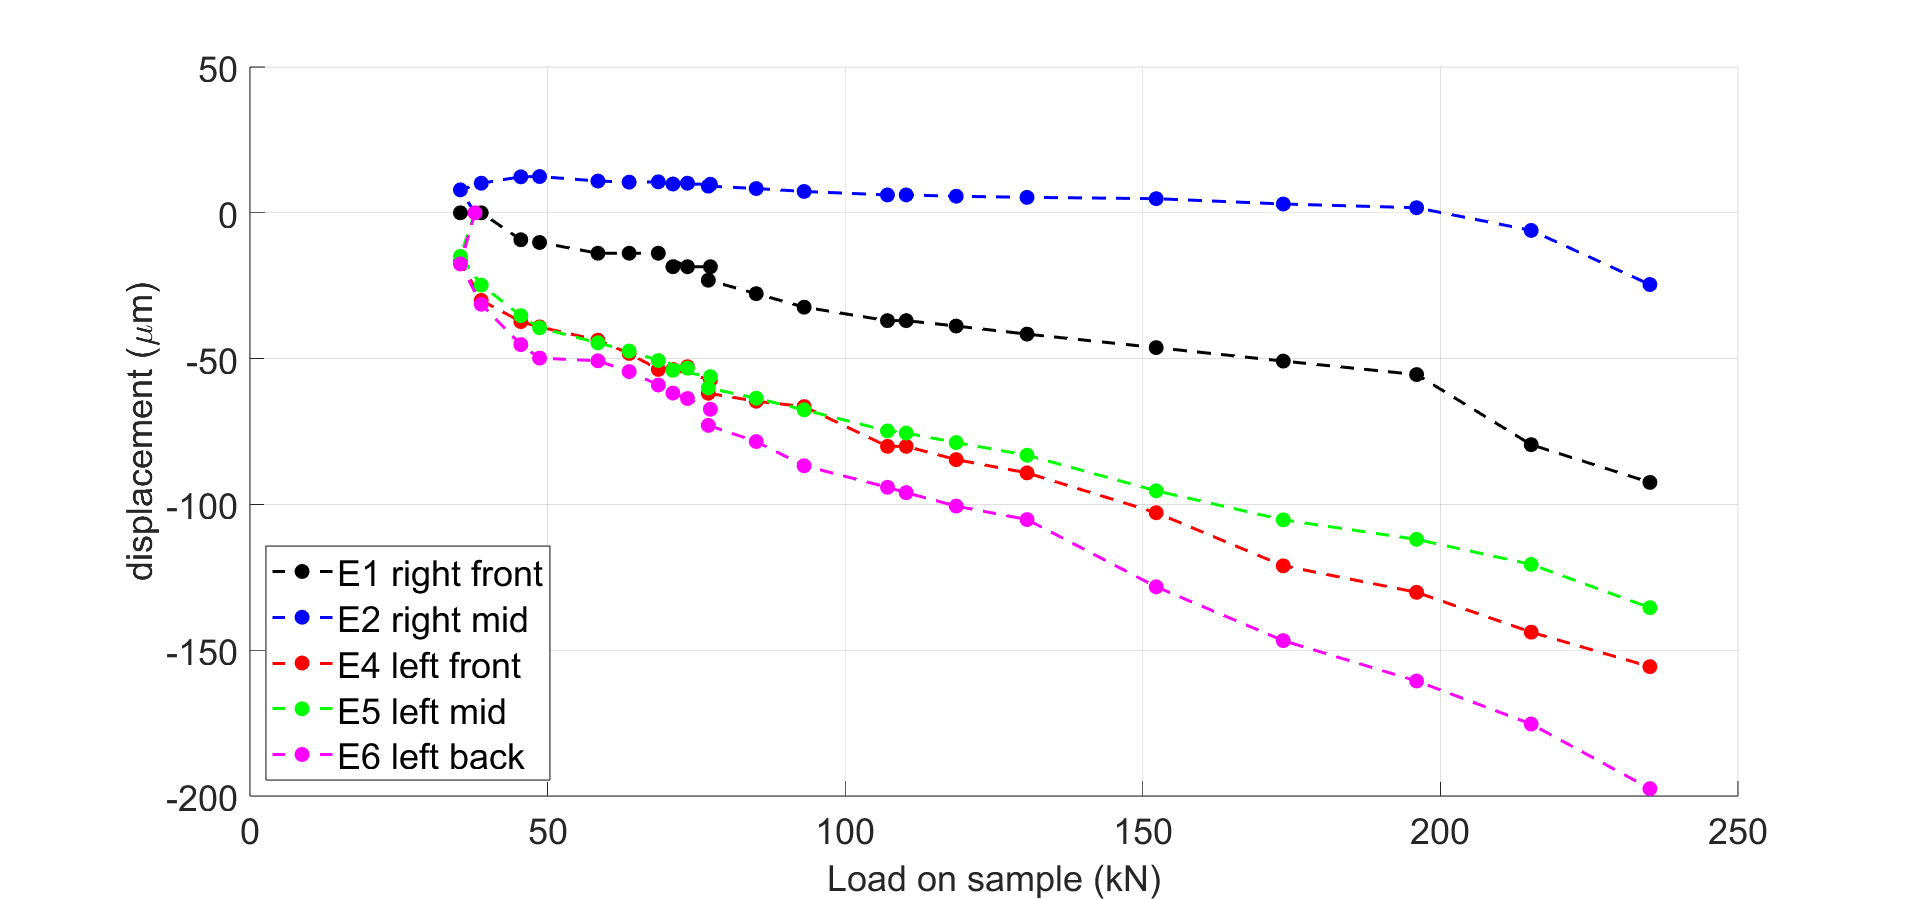 50
0
-50
-100
-150
-200
displacement (μm)
E1 right front
E2 right mid
E4 left front
E5 left mid
E6 left back
0 50 100 150 200 250
Load on sample (kN)